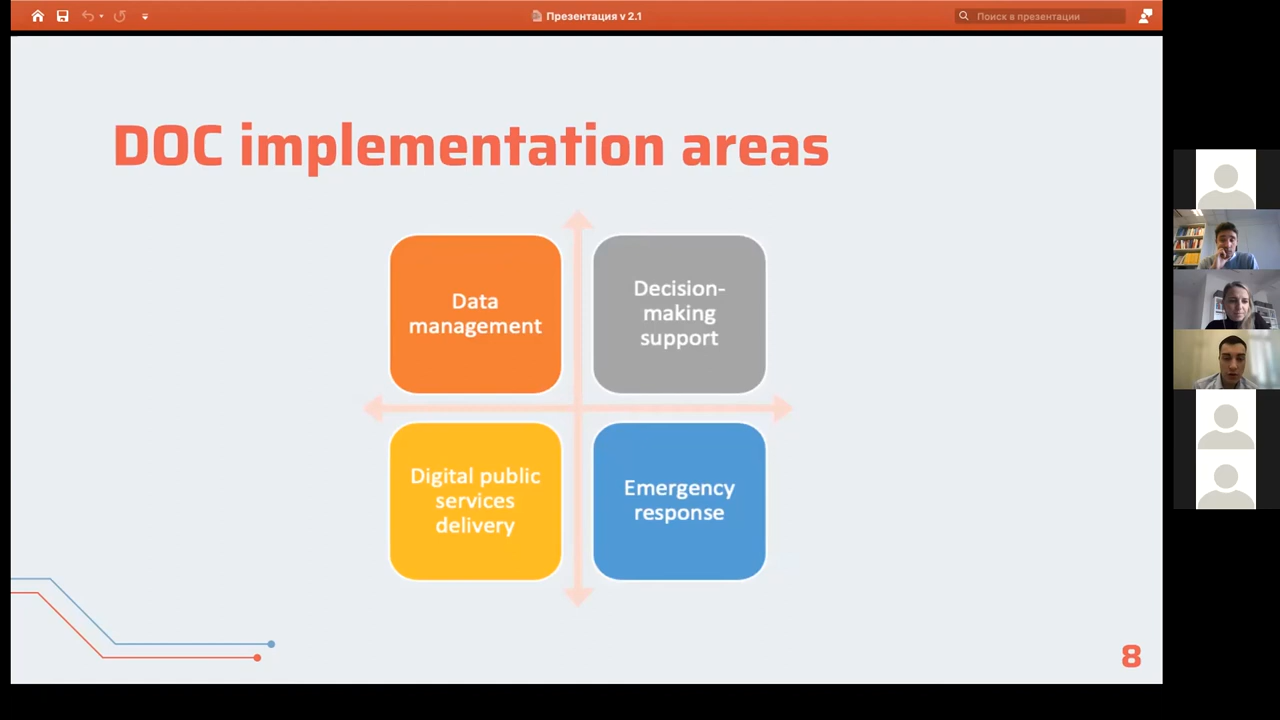 Презентация v 2.1
Поиск в презентации
DOC implementation areas
Data
management
Decision-
making
support
Digital public
services
delivery
Emergency
response
8